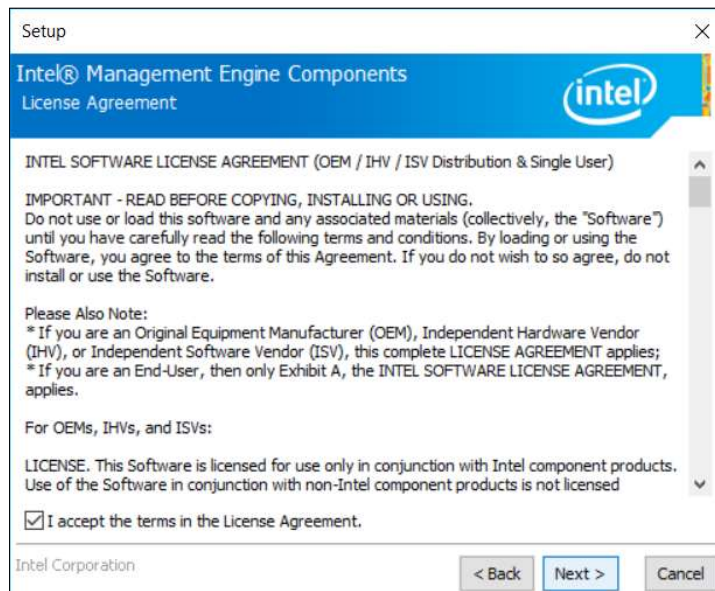 Setup
Intel® Management Engine Components
License Agreement
intel
INTEL SOFTWARE LICENSE AGREEMENT (OEM / IHV / ISV Distribution & Single User)
IMPORTANT - READ BEFORE COPYING, INSTALLING OR USING.
Do not use or load this software and any associated materials (collectively, the "Software")
until you have carefully read the following terms and conditions. By loading or using the
Software, you agree to the terms of this Agreement. If you do not wish to so agree, do not
install or use the Software.
Please Also Note:
* If you are an Original Equipment Manufacturer (OEM), Independent Hardware Vendor
(IHV), or Independent Software Vendor (ISV), this complete LICENSE AGREEMENT applies;
* If you are an End-User, then only Exhibit A, the INTEL SOFTWARE LICENSE AGREEMENT,
applies.
For OEMs, IHVs, and ISVs:
LICENSE. This Software is licensed for use only in conjunction with Intel component products.
Use of the Software in conjunction with non-Intel component products is not licensed
I accept the terms in the License Agreement.
Intel Corporation
< Back Next > Cancel